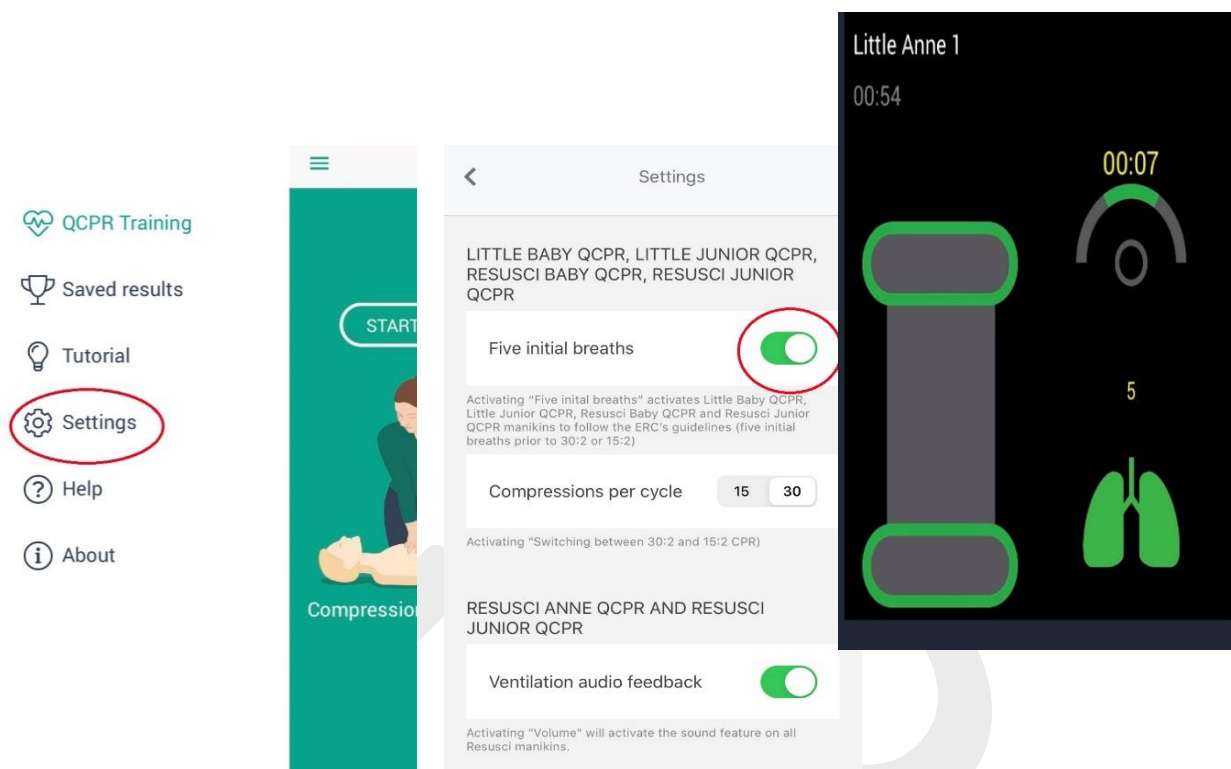 QCPR Training
Saved results
Tutorial
Settings
Help
About
START
Compression
Settings
LITTLE BABY QCPR, LITTLE JUNIOR QCPR,
RESUSCI BABY QCPR, RESUSCI JUNIOR
QCPR
Five initial breaths
Activating "Five inital breaths" activates Little Baby QCPR,
Little Junior QCPR, Resusci Baby QCPR and Resusci Junior
QCPR manikins to follow the ERC's guidelines (five initial
breaths prior to 30:2 or 15:2)
Compressions per cycle 15 30
Activating "Switching between 30:2 and 15:2 CPR)
RESUSCI ANNE QCPR AND RESUSCI
JUNIOR QCPR
Ventilation audio feedback
Activating "Volume" will activate the sound feature on all
Resusci manikins.
Little Anne 1
00:54
00:07
5